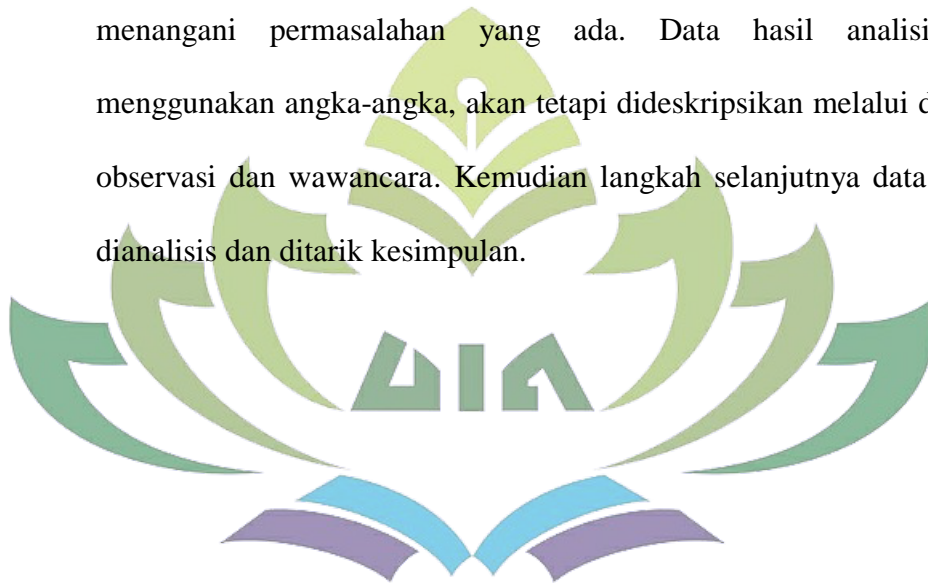 menangani permasalahan yang ada. Data hasil
menggunakan angka-angka, akan tetapi dideskripsikan melalui
observasi dan wawancara. Kemudian langkah selanjutnya data
dianalisis dan ditarik kesimpulan.
UIN